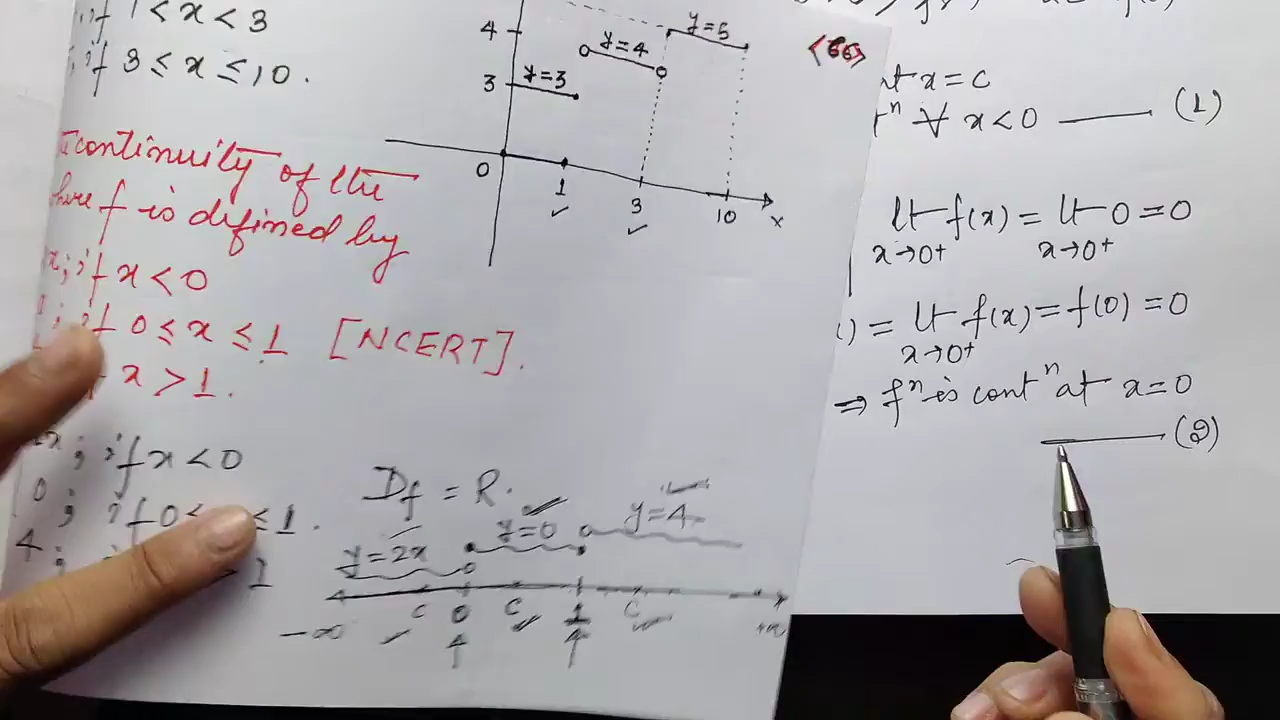 if 1 < x < 3
; if 3 ≤ x ≤ 10.
4
y=5
y=4
3
y=3
0
1
3
10
x
<66>
continuity of the
where f is defined by
x; if x < 0
; if 0 ≤ x ≤ 1 [NCERT].
x > 1.
x ; if x < 0
0 ; if 0 ≤ 1.
4 ; 1
Df = R.
y=2x
y=0
y=4
C 0 C 1 C
-∞
at x = C
∀ x < 0 (1)
lt f(x) = lt 0 = 0
x→0+ x→0+
) = lt f(x) = f(0) = 0
x→0+
⇒ fⁿ is contⁿ at x = 0
(2)